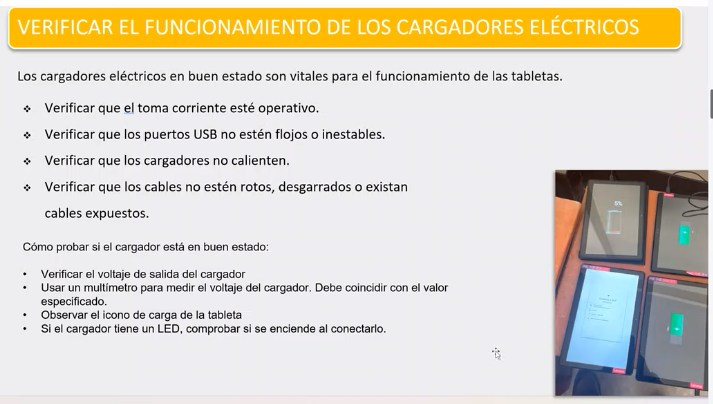 VERIFICAR EL FUNCIONAMIENTO DE LOS CARGADORES ELÉCTRICOS
Los cargadores eléctricos en buen estado son vitales para el funcionamiento de las tabletas.
❖ Verificar que el toma corriente esté operativo.
❖ Verificar que los puertos USB no estén flojos o inestables.
❖ Verificar que los cargadores no calienten.
❖ Verificar que los cables no estén rotos, desgarrados o existan
cables expuestos.
Cómo probar si el cargador está en buen estado:
• Verificar el voltaje de salida del cargador
• Usar un multímetro para medir el voltaje del cargador. Debe coincidir con el valor
especificado.
• Observar el icono de carga de la tableta
• Si el cargador tiene un LED, comprobar si se enciende al conectarlo.